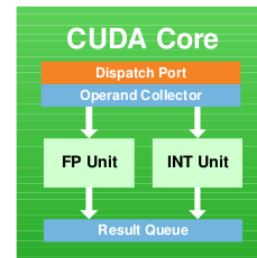 CUDA Core
Dispatch Port
Operand Collector
FP Unit
INT Unit
Result Queue